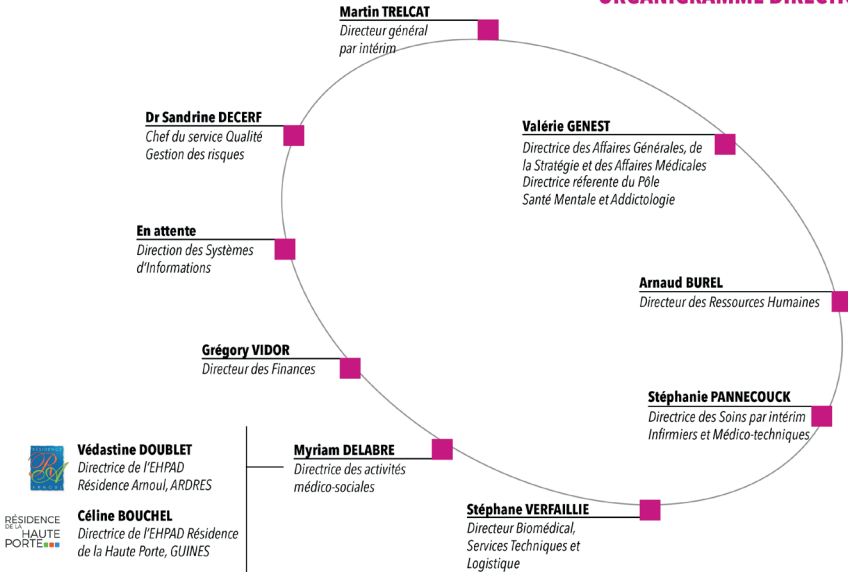 ORGANIGRAMME DIRECTIO
Martin TRELCAT
Directeur général
par intérim
Dr Sandrine DECERF
Chef du service Qualité
Gestion des risques
Valérie GENEST
Directrice des Affaires Générales, de
la Stratégie et des Affaires Médicales
Directrice réferente du Pôle
Santé Mentale et Addictologie
En attente
Direction des Systèmes
d'Informations
Arnaud BUREL
Directeur des Ressources Humaines
Grégory VIDOR
Directeur des Finances
Stéphanie PANNECOUCK
Directrice des Soins par intérim
Infirmiers et Médico-techniques
Védastine DOUBLET
Directrice de l'EHPAD
Résidence Arnoul, ARDRES
Myriam DELABRE
Directrice des activités
médico-sociales
Céline BOUCHEL
Directrice de l'EHPAD Résidence
de la Haute Porte, GUINES
RÉSIDENCE
DE LA
HAUTE
PORTE
Stéphane VERFAILLIE
Directeur Biomédical,
Services Techniques et
Logistique